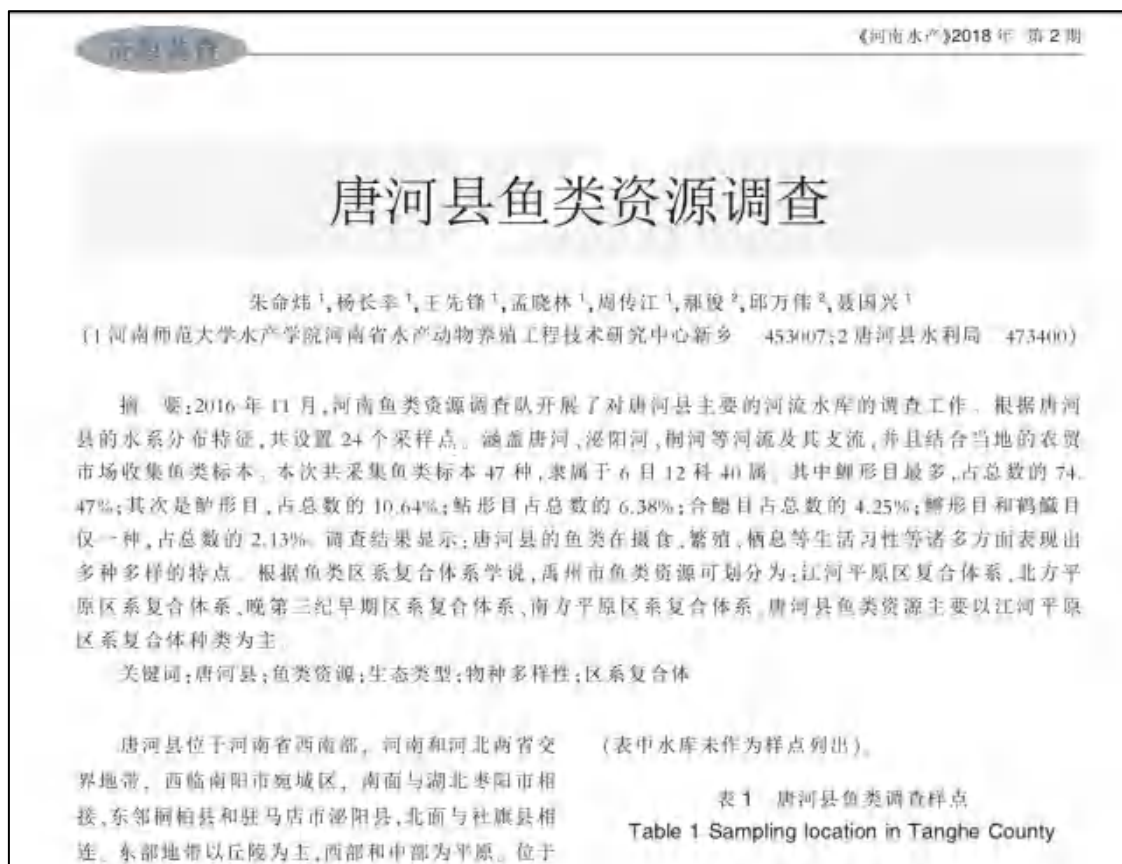 《河南水产》2018年 第2期
唐河县鱼类资源调查
朱命炜¹,杨长幸¹,王先锋¹,孟晓林¹,周传江¹,郝俊²,邱万伟²,聂国兴¹
(1河南师范大学水产学院河南省水产动物养殖工程技术研究中心新乡 453007;2唐河县水利局 473400)
摘 要:2016年11月,河南鱼类资源调查队开展了对唐河县主要的河流水库的调查工作。根据唐河
县的水系分布特征,共设置24个采样点。涵盖唐河、泌阳河,桐河等河流及其支流,并且结合当地的农贸
市场收集鱼类标本。本次共采集鱼类标本47种,隶属于6目12科40属。其中鲤形目最多,占总数的74.
47%;其次是鲈形目,占总数的10.64%;鲇形目占总数的6.38%;合鳃目占总数的4.25%;鳉形目和鹤鱵目
仅一种,占总数的2.13%。调查结果显示:唐河县的鱼类在摄食、繁殖、栖息等生活习性等诸多方面表现出
多种多样的特点。根据鱼类区系复合体系学说,禹州市鱼类资源可划分为:江河平原区复合体系、北方平
原区系复合体系、晚第三纪早期区系复合体系、南方平原区系复合体系,唐河县鱼类资源主要以江河平原
区系复合体种类为主。
关键词:唐河县;鱼类资源;生态类型;物种多样性;区系复合体
唐河县位于河南省西南部，河南和河北两省交
界地带，西临南阳市宛城区，南面与湖北枣阳市相
接,东邻桐柏县和驻马店市泌阳县,北面与社旗县相
连。东部地带以丘陵为主,西部和中部为平原。位于
(表中水库未作为样点列出)。
表1 唐河县鱼类调查样点
Table 1 Sampling location in Tanghe County